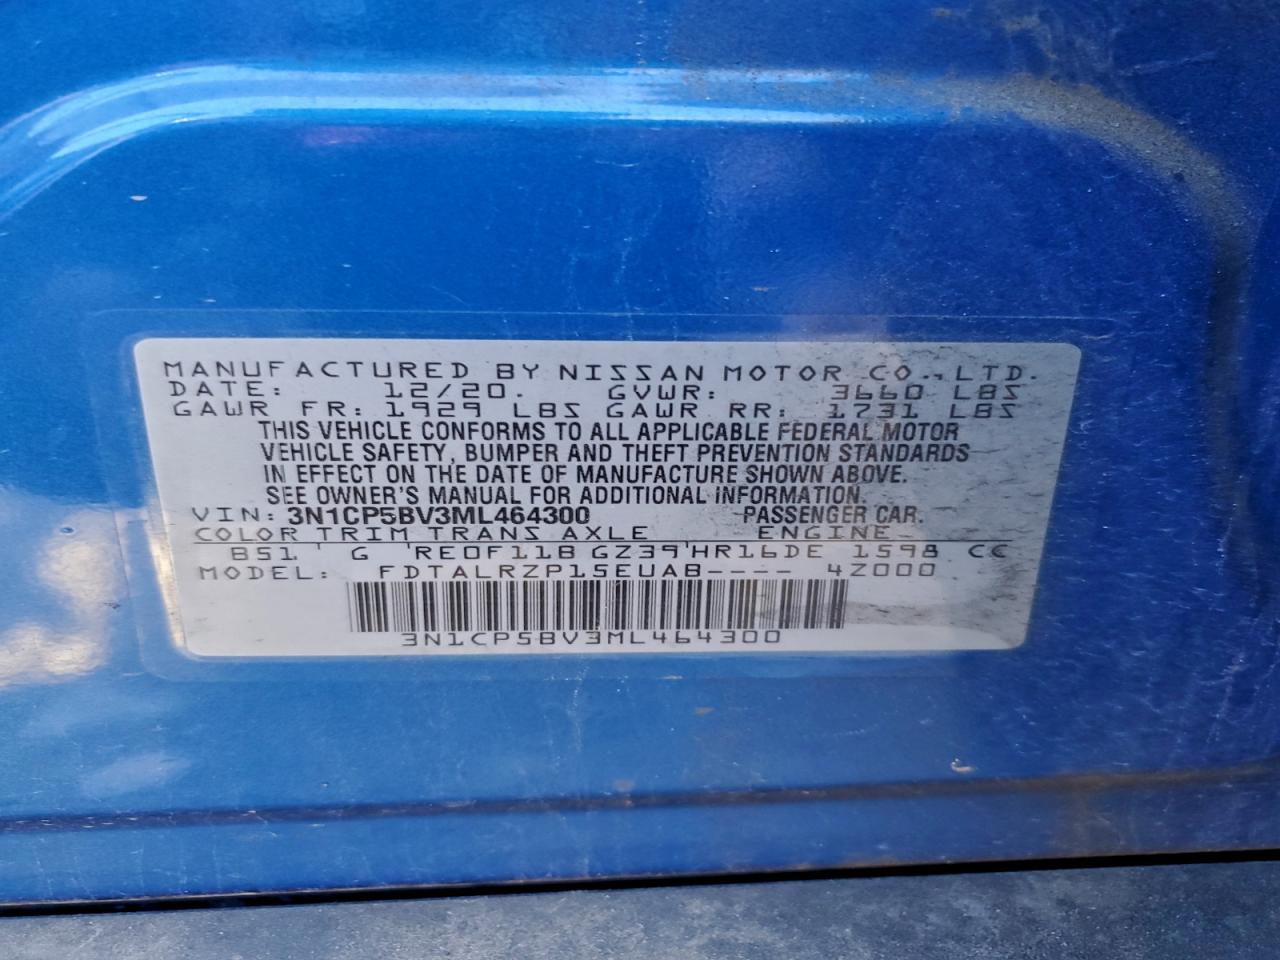 MANUFACTURED BY NISSAN MOTOR CO., LTD.
DATE: 12/20. GVWR: 3660 LBS
GAWR FR: 1929 LBS GAWR RR: 1731 LBS
THIS VEHICLE CONFORMS TO ALL APPLICABLE FEDERAL MOTOR
VEHICLE SAFETY, BUMPER AND THEFT PREVENTION STANDARDS
IN EFFECT ON THE DATE OF MANUFACTURE SHOWN ABOVE.
SEE OWNER'S MANUAL FOR ADDITIONAL INFORMATION.
VIN: 3N1CP5BV3ML464300 PASSENGER CAR.
COLOR TRIM TRANS AXLE ENGINE
B51 G RE0F11B GZ39 HR16DE 1598 CC
MODEL: FDTALRZP15EUAB---- 4Z000
3N1CP5BV3ML464300